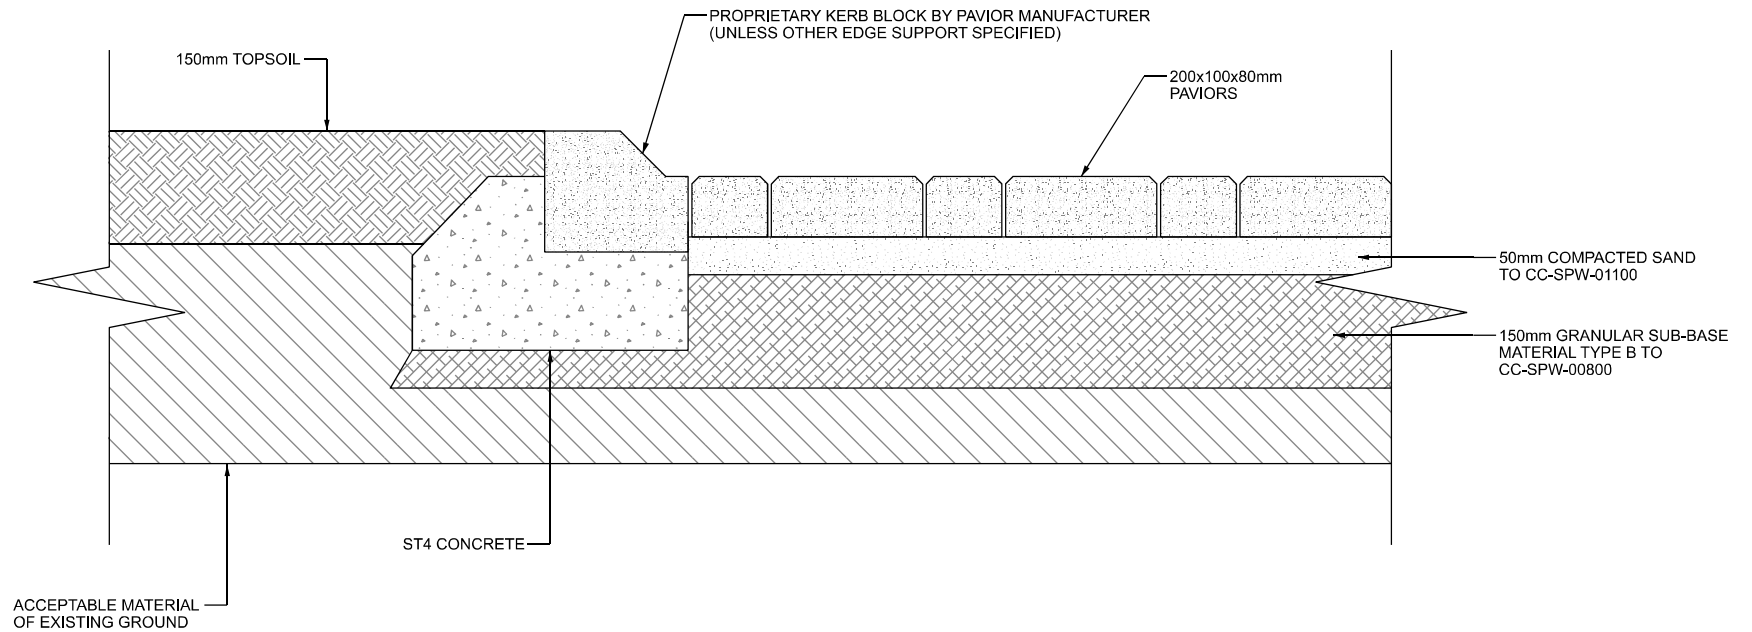 PROPRIETARY KERB BLOCK BY PAVIOR MANUFACTURER
(UNLESS OTHER EDGE SUPPORT SPECIFIED)
150mm TOPSOIL
200x100x80mm
PAVIORS
50mm COMPACTED SAND
TO CC-SPW-01100
150mm GRANULAR SUB-BASE
MATERIAL TYPE B TO
CC-SPW-00800
ST4 CONCRETE
ACCEPTABLE MATERIAL
OF EXISTING GROUND